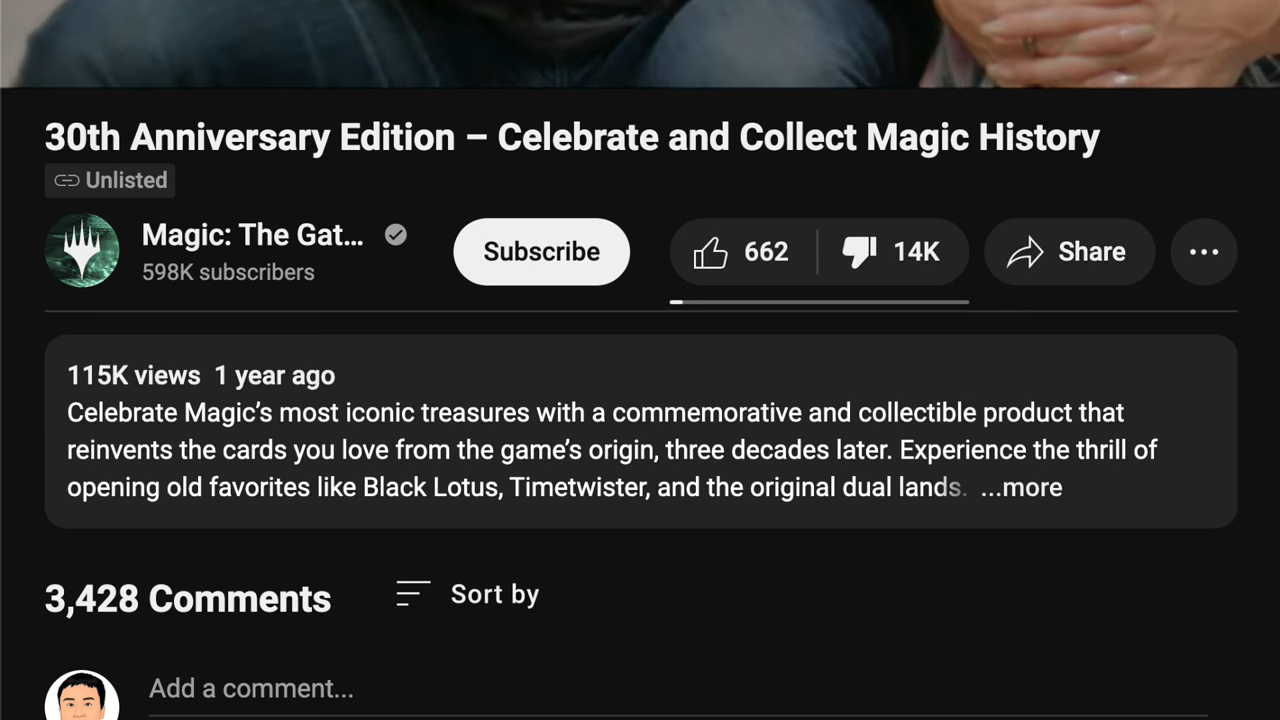 30th Anniversary Edition – Celebrate and Collect Magic History
Unlisted
Magic: The Gat...
598K subscribers
Subscribe
662
14K
Share
115K views 1 year ago
Celebrate Magic’s most iconic treasures with a commemorative and collectible product that
reinvents the cards you love from the game’s origin, three decades later. Experience the thrill of
opening old favorites like Black Lotus, Timetwister, and the original dual lands. ...more
3,428 Comments
Sort by
Add a comment...